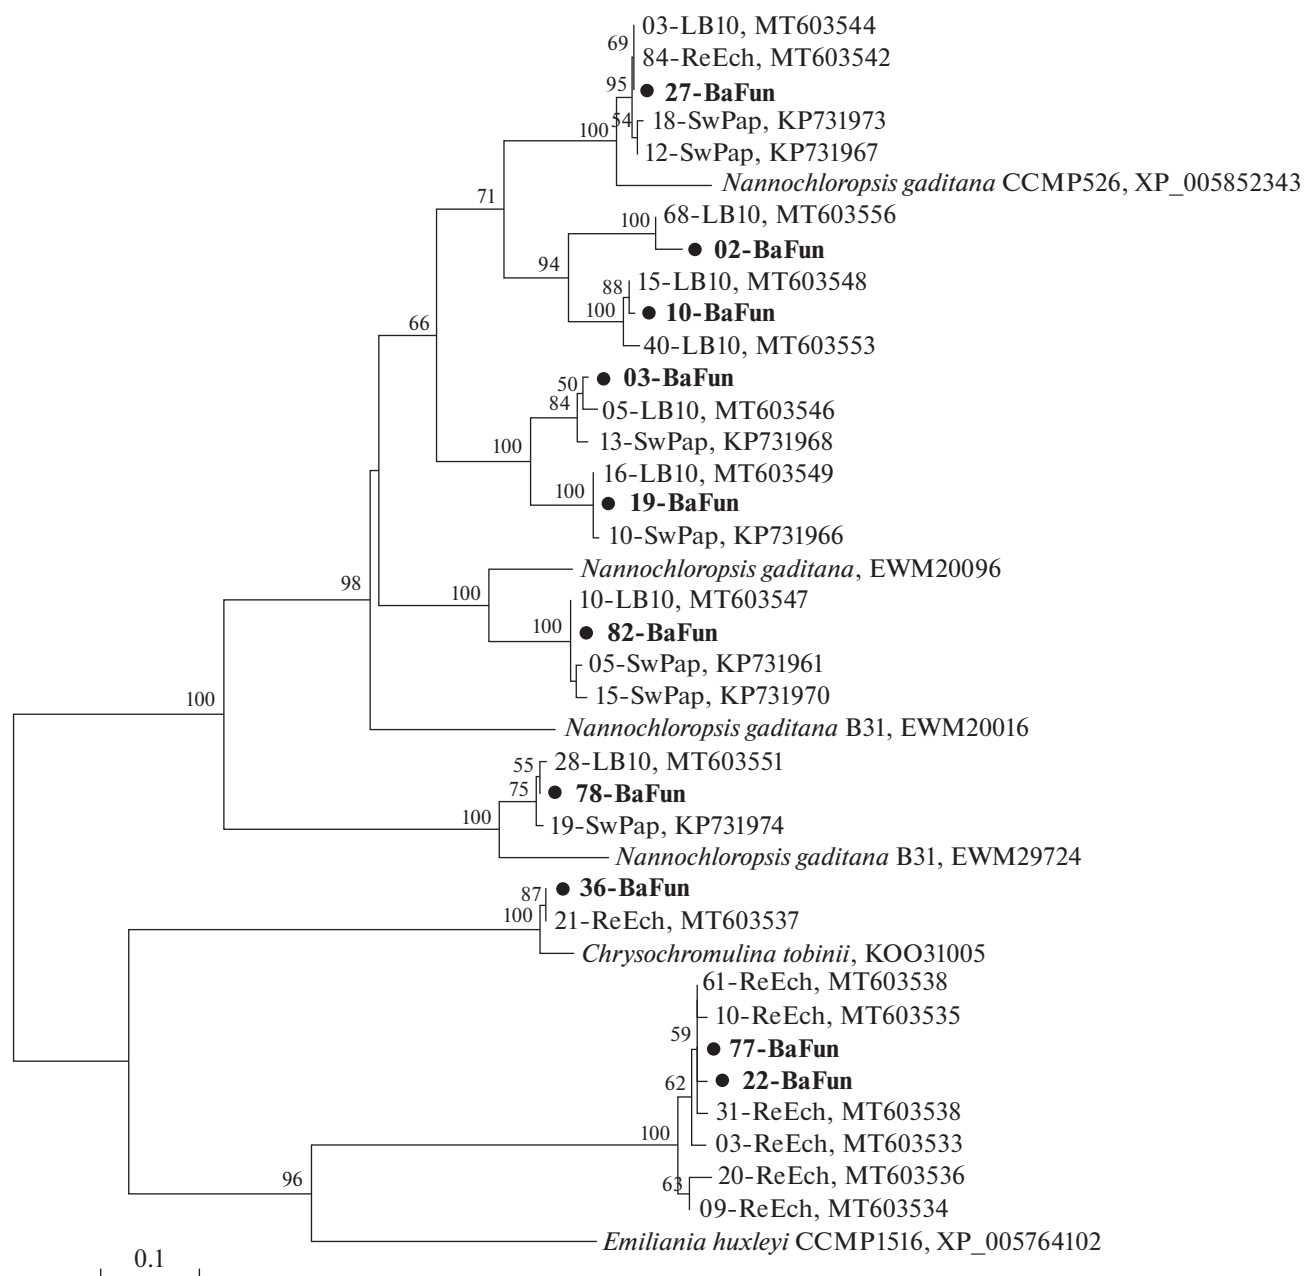 03-LB10, MT603544
69
84-ReEch, MT603542
95
27-BaFun
54
18-SwPap, KP731973
100
12-SwPap, KP731967
Nannochloropsis gaditana CCMP526, XP_005852343
71
68-LB10, MT603556
100
02-BaFun
94
15-LB10, MT603548
88
100
10-BaFun
66
40-LB10, MT603553
03-BaFun
50
84
05-LB10, MT603546
100
13-SwPap, KP731968
16-LB10, MT603549
100
19-BaFun
10-SwPap, KP731966
Nannochloropsis gaditana, EWM20096
98
100
10-LB10, MT603547
100
82-BaFun
05-SwPap, KP731961
15-SwPap, KP731970
100
Nannochloropsis gaditana B31, EWM20016
55
28-LB10, MT603551
75
78-BaFun
100
19-SwPap, KP731974
Nannochloropsis gaditana B31, EWM29724
87
36-BaFun
100
21-ReEch, MT603537
Chrysochromulina tobinii, KOO31005
61-ReEch, MT603538
10-ReEch, MT603535
59
77-BaFun
62
22-BaFun
31-ReEch, MT603538
100
03-ReEch, MT603533
96
63
20-ReEch, MT603536
09-ReEch, MT603534
Emiliania huxleyi CCMP1516, XP_005764102
0.1